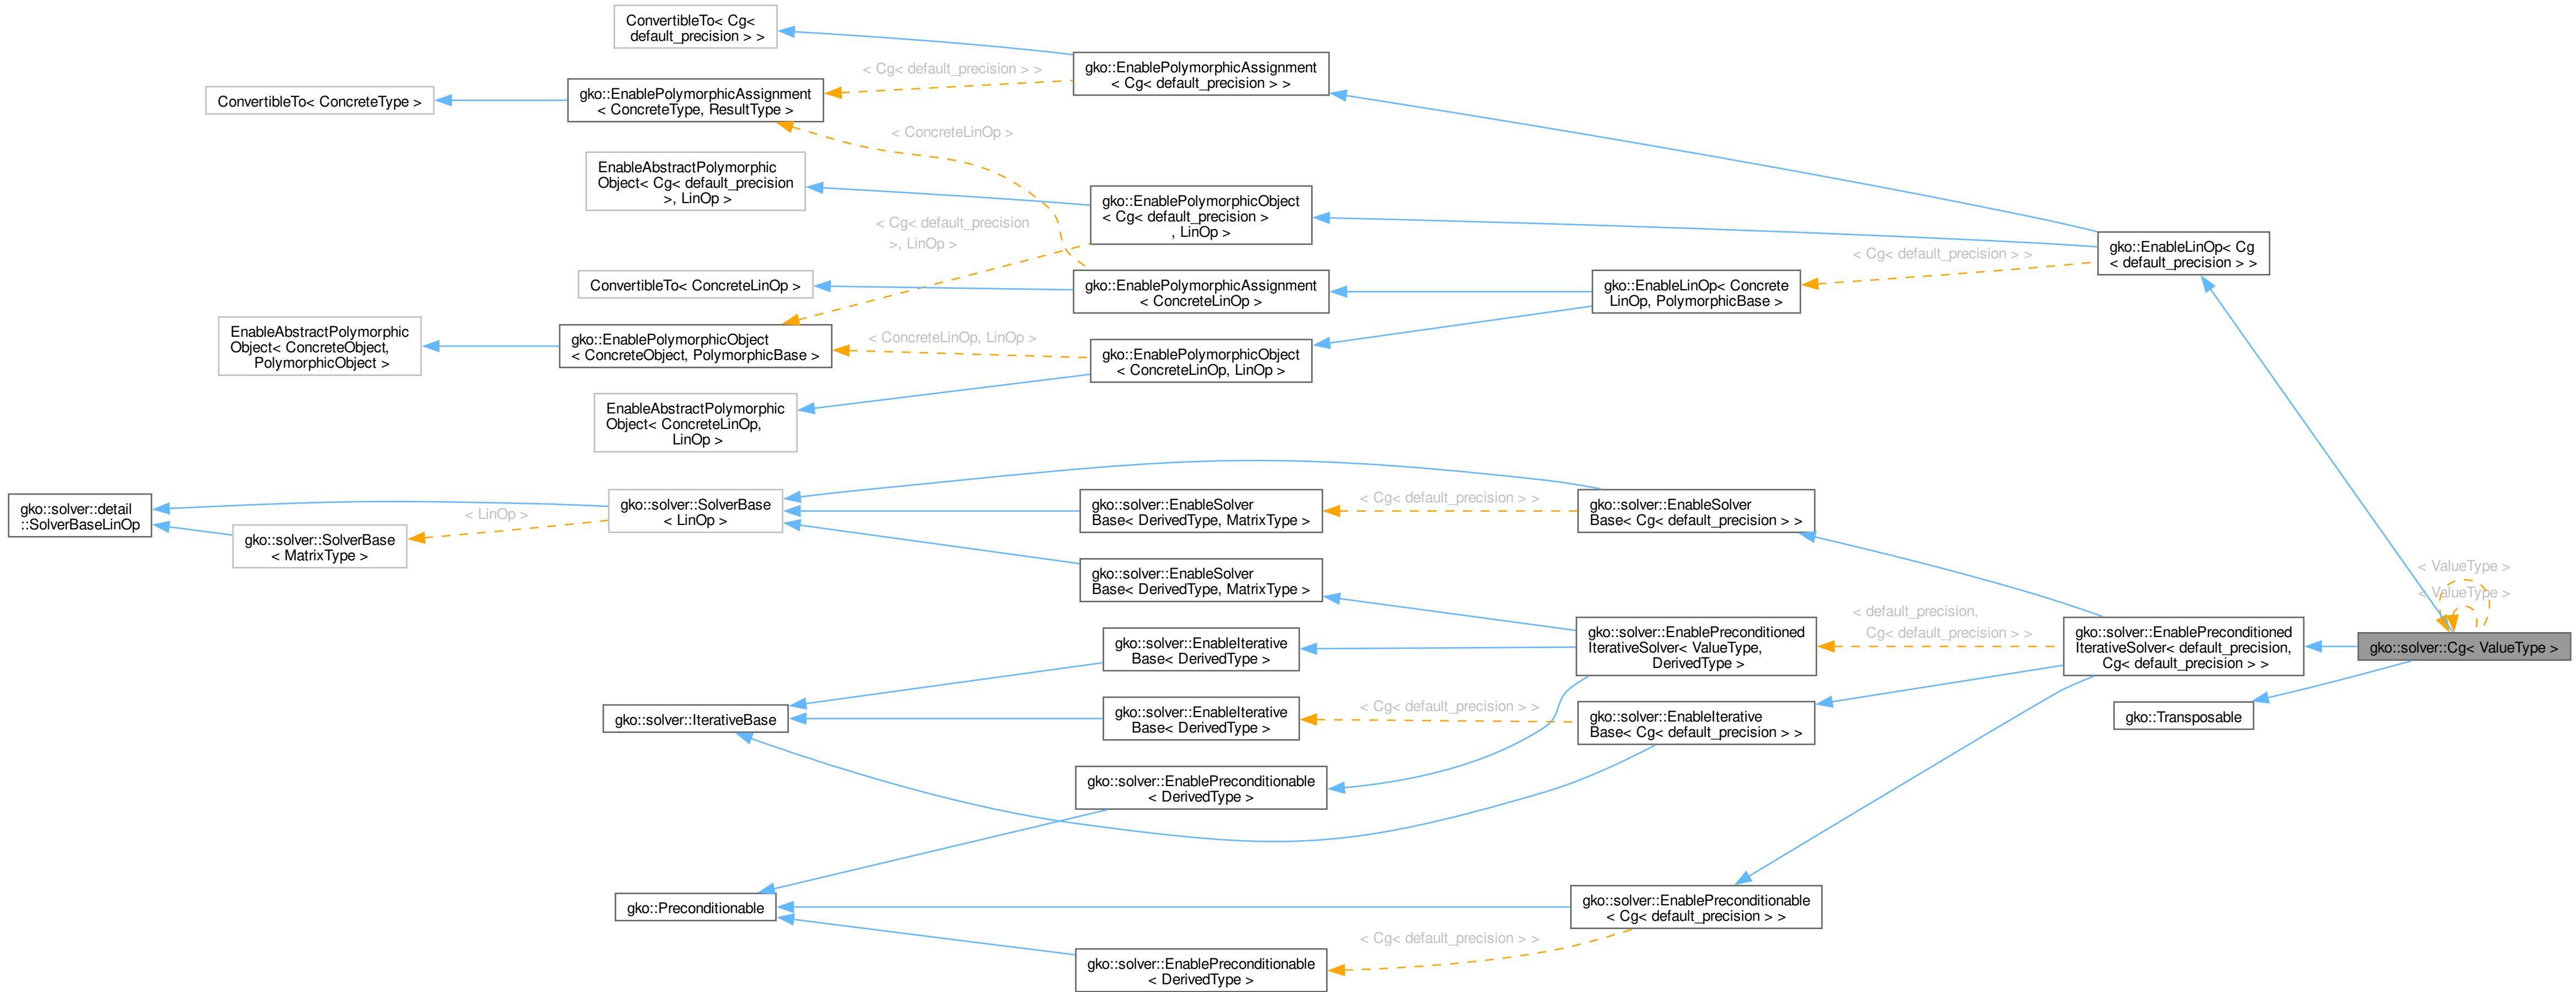 ConvertibleTo< Cg<
default_precision > >
gko::EnablePolymorphicAssignment
< Cg< default_precision > >
< Cg< default_precision > >
ConvertibleTo< ConcreteType >
gko::EnablePolymorphicAssignment
< ConcreteType, ResultType >
< ConcreteLinOp >
EnableAbstractPolymorphic
Object< Cg< default_precision
>, LinOp >
gko::EnablePolymorphicObject
< Cg< default_precision >
, LinOp >
< Cg< default_precision
>, LinOp >
gko::EnableLinOp< Cg
< default_precision > >
< Cg< default_precision > >
ConvertibleTo< ConcreteLinOp >
gko::EnablePolymorphicAssignment
< ConcreteLinOp >
gko::EnableLinOp< Concrete
LinOp, PolymorphicBase >
EnableAbstractPolymorphic
Object< ConcreteObject,
PolymorphicObject >
gko::EnablePolymorphicObject
< ConcreteObject, PolymorphicBase >
< ConcreteLinOp, LinOp >
gko::EnablePolymorphicObject
< ConcreteLinOp, LinOp >
EnableAbstractPolymorphic
Object< ConcreteLinOp,
LinOp >
gko::solver::detail
::SolverBaseLinOp
gko::solver::SolverBase
< MatrixType >
< LinOp >
gko::solver::SolverBase
< LinOp >
gko::solver::EnableSolver
Base< DerivedType, MatrixType >
< Cg< default_precision > >
gko::solver::EnableSolver
Base< Cg< default_precision > >
gko::solver::EnableSolver
Base< DerivedType, MatrixType >
< ValueType >
< ValueType >
gko::solver::EnableIterative
Base< DerivedType >
gko::solver::EnablePreconditioned
IterativeSolver< ValueType,
DerivedType >
< default_precision,
Cg< default_precision > >
gko::solver::EnablePreconditioned
IterativeSolver< default_precision,
Cg< default_precision > >
gko::solver::Cg< ValueType >
gko::solver::IterativeBase
gko::solver::EnableIterative
Base< DerivedType >
< Cg< default_precision > >
gko::solver::EnableIterative
Base< Cg< default_precision > >
gko::Transposable
gko::solver::EnablePreconditionable
< DerivedType >
gko::Preconditionable
gko::solver::EnablePreconditionable
< Cg< default_precision > >
< Cg< default_precision > >
gko::solver::EnablePreconditionable
< DerivedType >